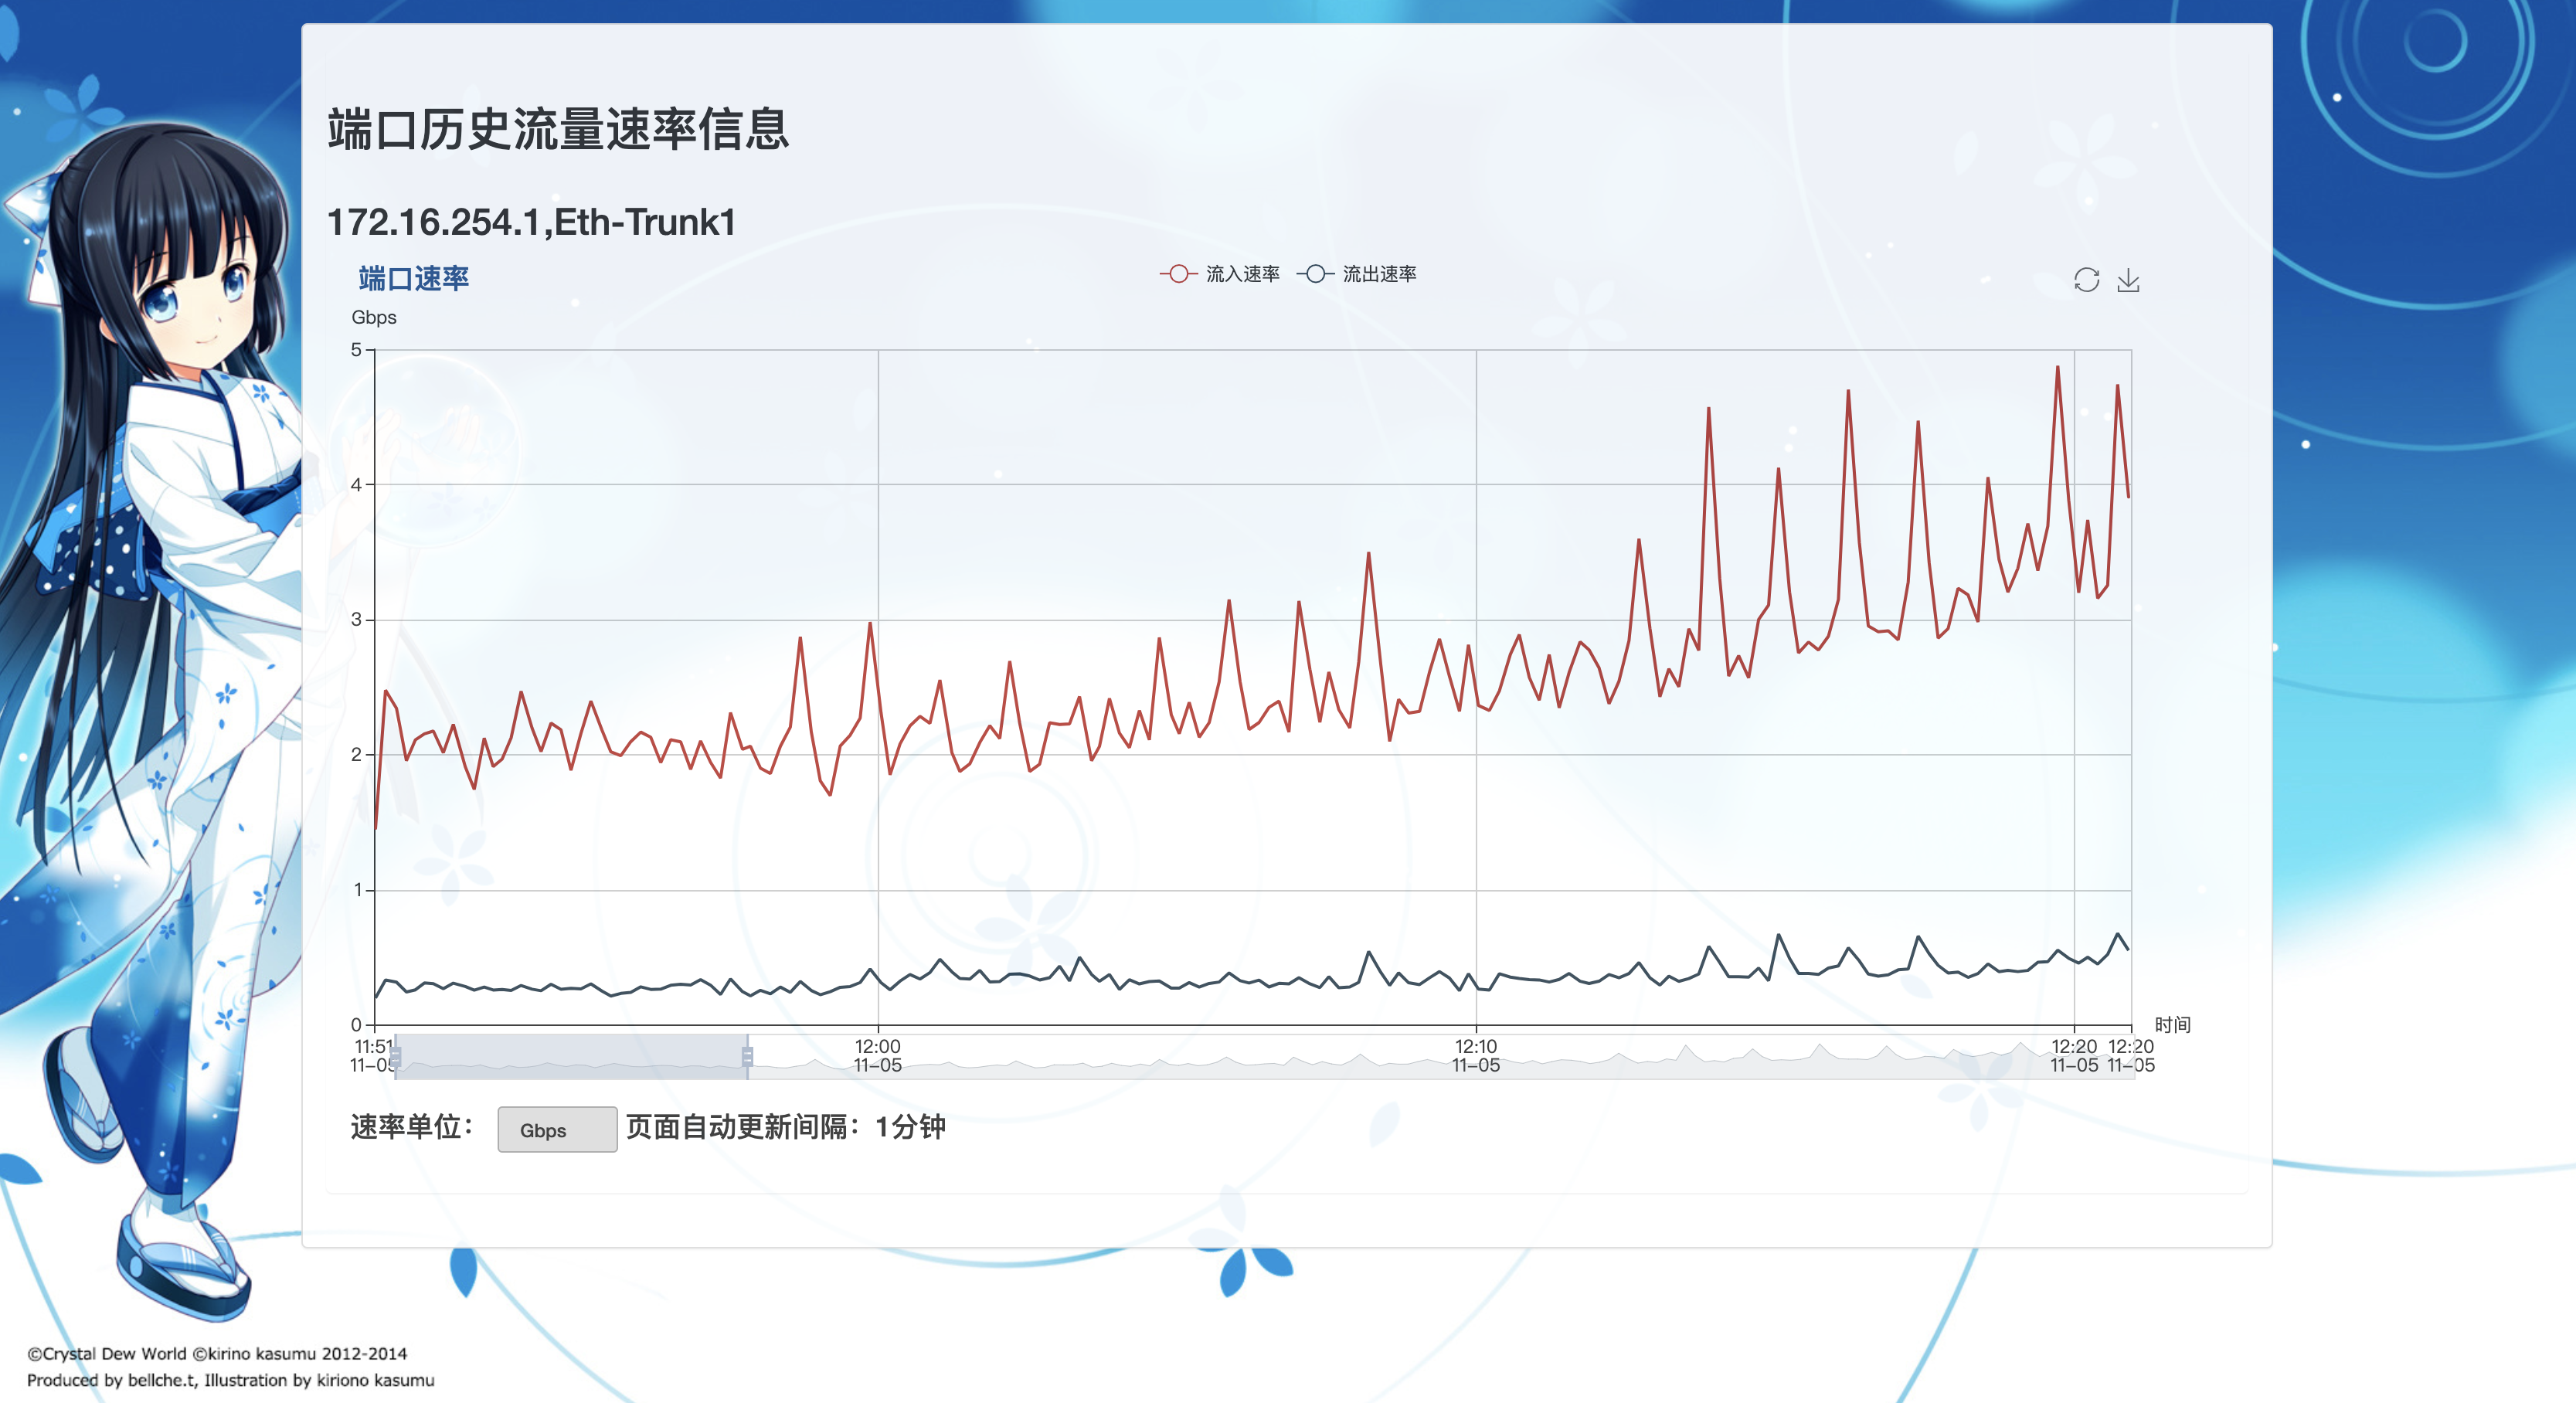 端口历史流量速率信息
172.16.254.1,Eth-Trunk1
端口速率
流入速率 流出速率
Gbps
5
4
3
2
1
0
时间
11:51 12:00 12:10 12:20 12:20
11-05 11-05 11-05 11-05 11-05
速率单位： Gbps 页面自动更新间隔：1分钟
©Crystal Dew World ©kirino kasumu 2012-2014
Produced by bellche.t, Illustration by kiriono kasumu